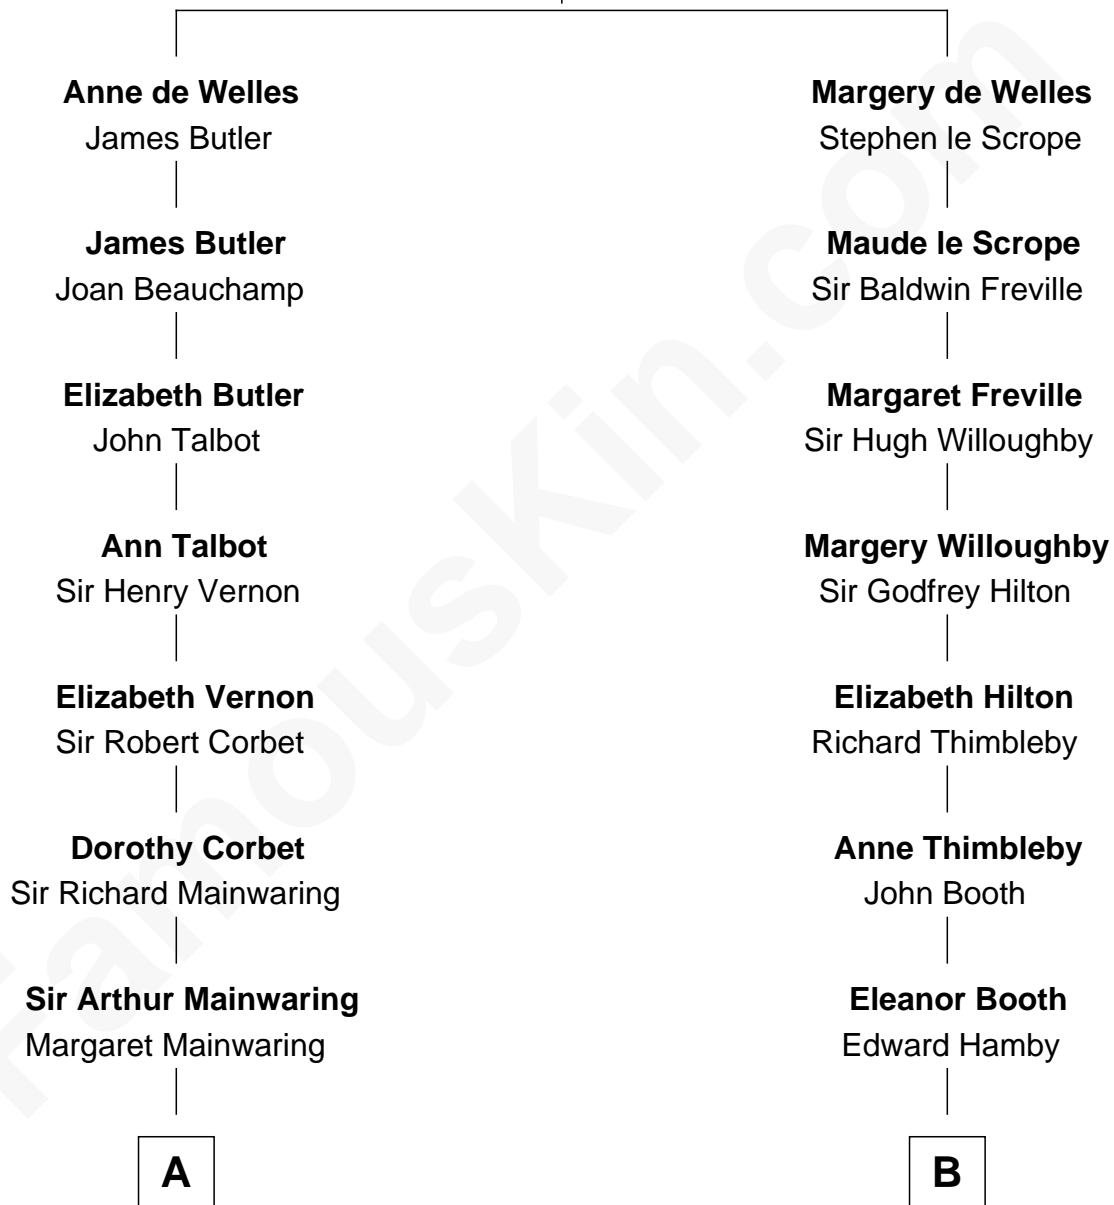 Anne de Welles
James Butler
James Butler
Joan Beauchamp
Elizabeth Butler
John Talbot
Ann Talbot
Sir Henry Vernon
Elizabeth Vernon
Sir Robert Corbet
Dorothy Corbet
Sir Richard Mainwaring
Sir Arthur Mainwaring
Margaret Mainwaring
A
Margery de Welles
Stephen le Scrope
Maude le Scrope
Sir Baldwin Freville
Margaret Freville
Sir Hugh Willoughby
Margery Willoughby
Sir Godfrey Hilton
Elizabeth Hilton
Richard Thimbleby
Anne Thimbleby
John Booth
Eleanor Booth
Edward Hamby
B
FamousKin.com